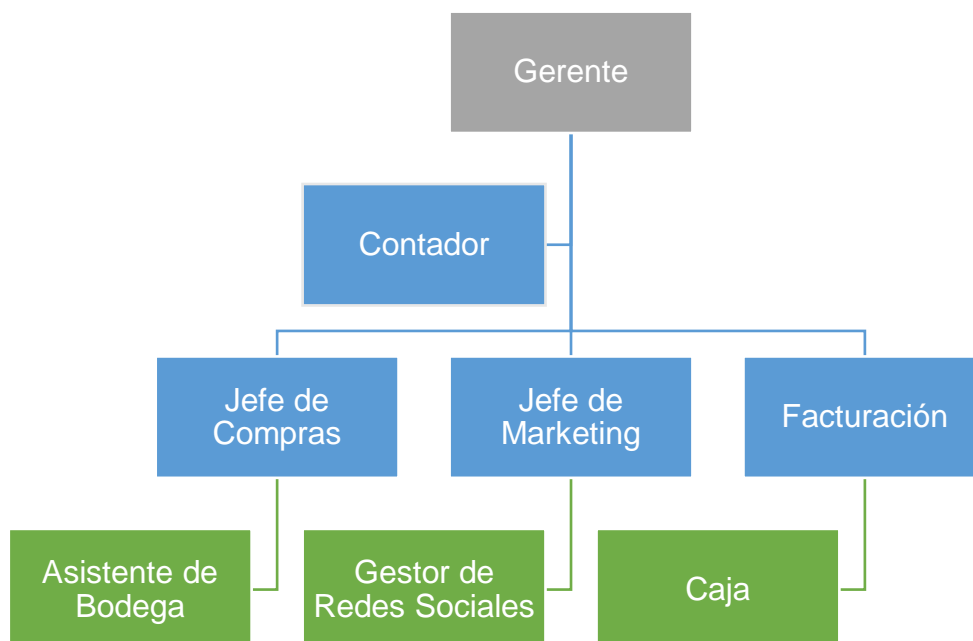 Gerente
Contador
Jefe de
Compras
Jefe de
Marketing
Facturación
Asistente de
Bodega
Gestor de
Redes Sociales
Caja